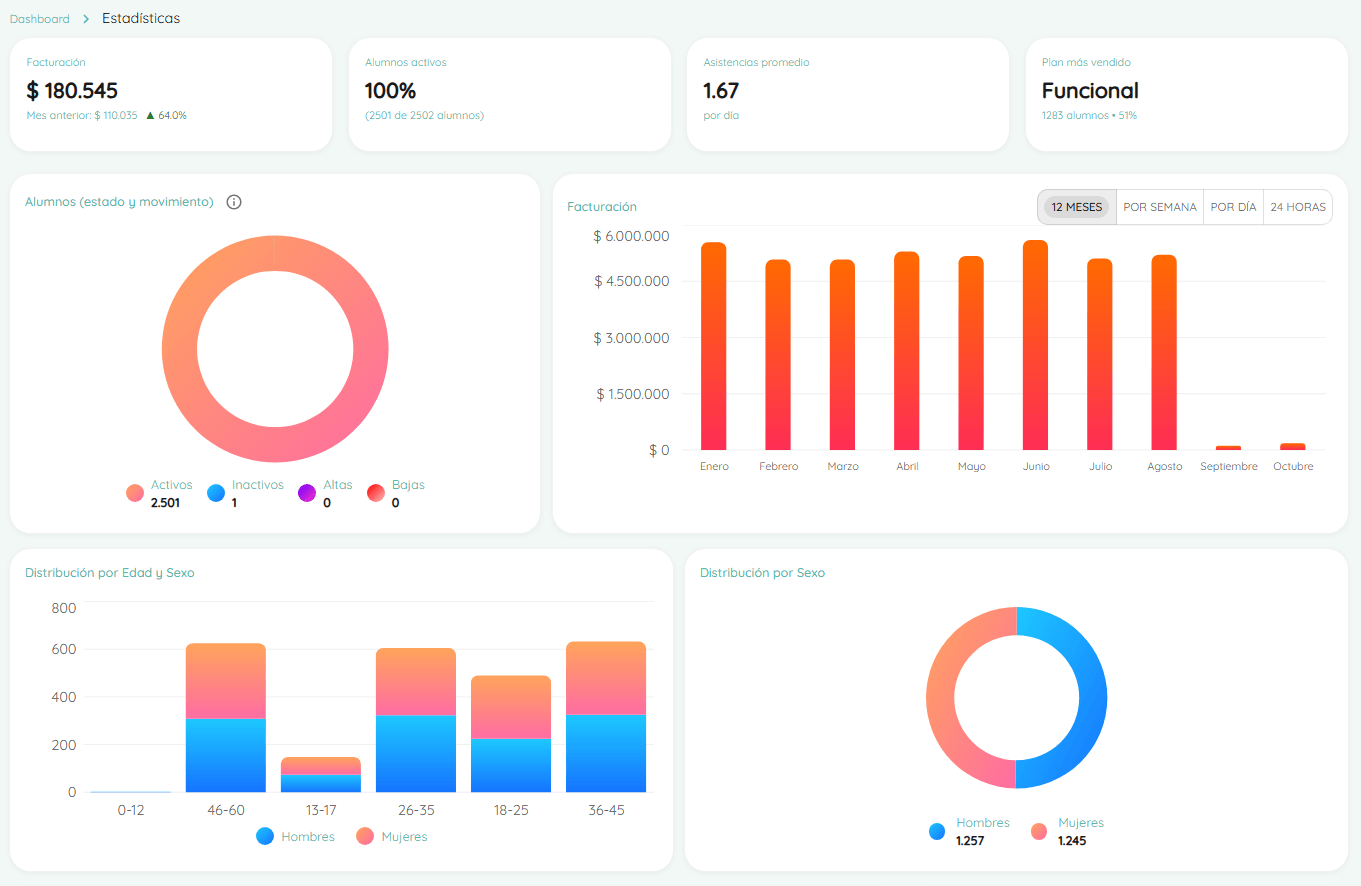 Dashboard > Estadísticas
Facturación
$ 180.545
Mes anterior: $ 110.035 ▲ 64.0%
Alumnos activos
100%
(2501 de 2502 alumnos)
Asistencias promedio
1.67
por día
Plan más vendido
Funcional
1283 alumnos • 51%
Alumnos (estado y movimiento)
Activos
2.501
Inactivos
1
Altas
0
Bajas
0
Facturación
12 MESES POR SEMANA POR DÍA 24 HORAS
$ 6.000.000
$ 4.500.000
$ 3.000.000
$ 1.500.000
$ 0
Enero Febrero Marzo Abril Mayo Junio Julio Agosto Septiembre Octubre
Distribución por Edad y Sexo
800
600
400
200
0
0-12 46-60 13-17 26-35 18-25 36-45
Hombres Mujeres
Distribución por Sexo
Hombres
1.257
Mujeres
1.245